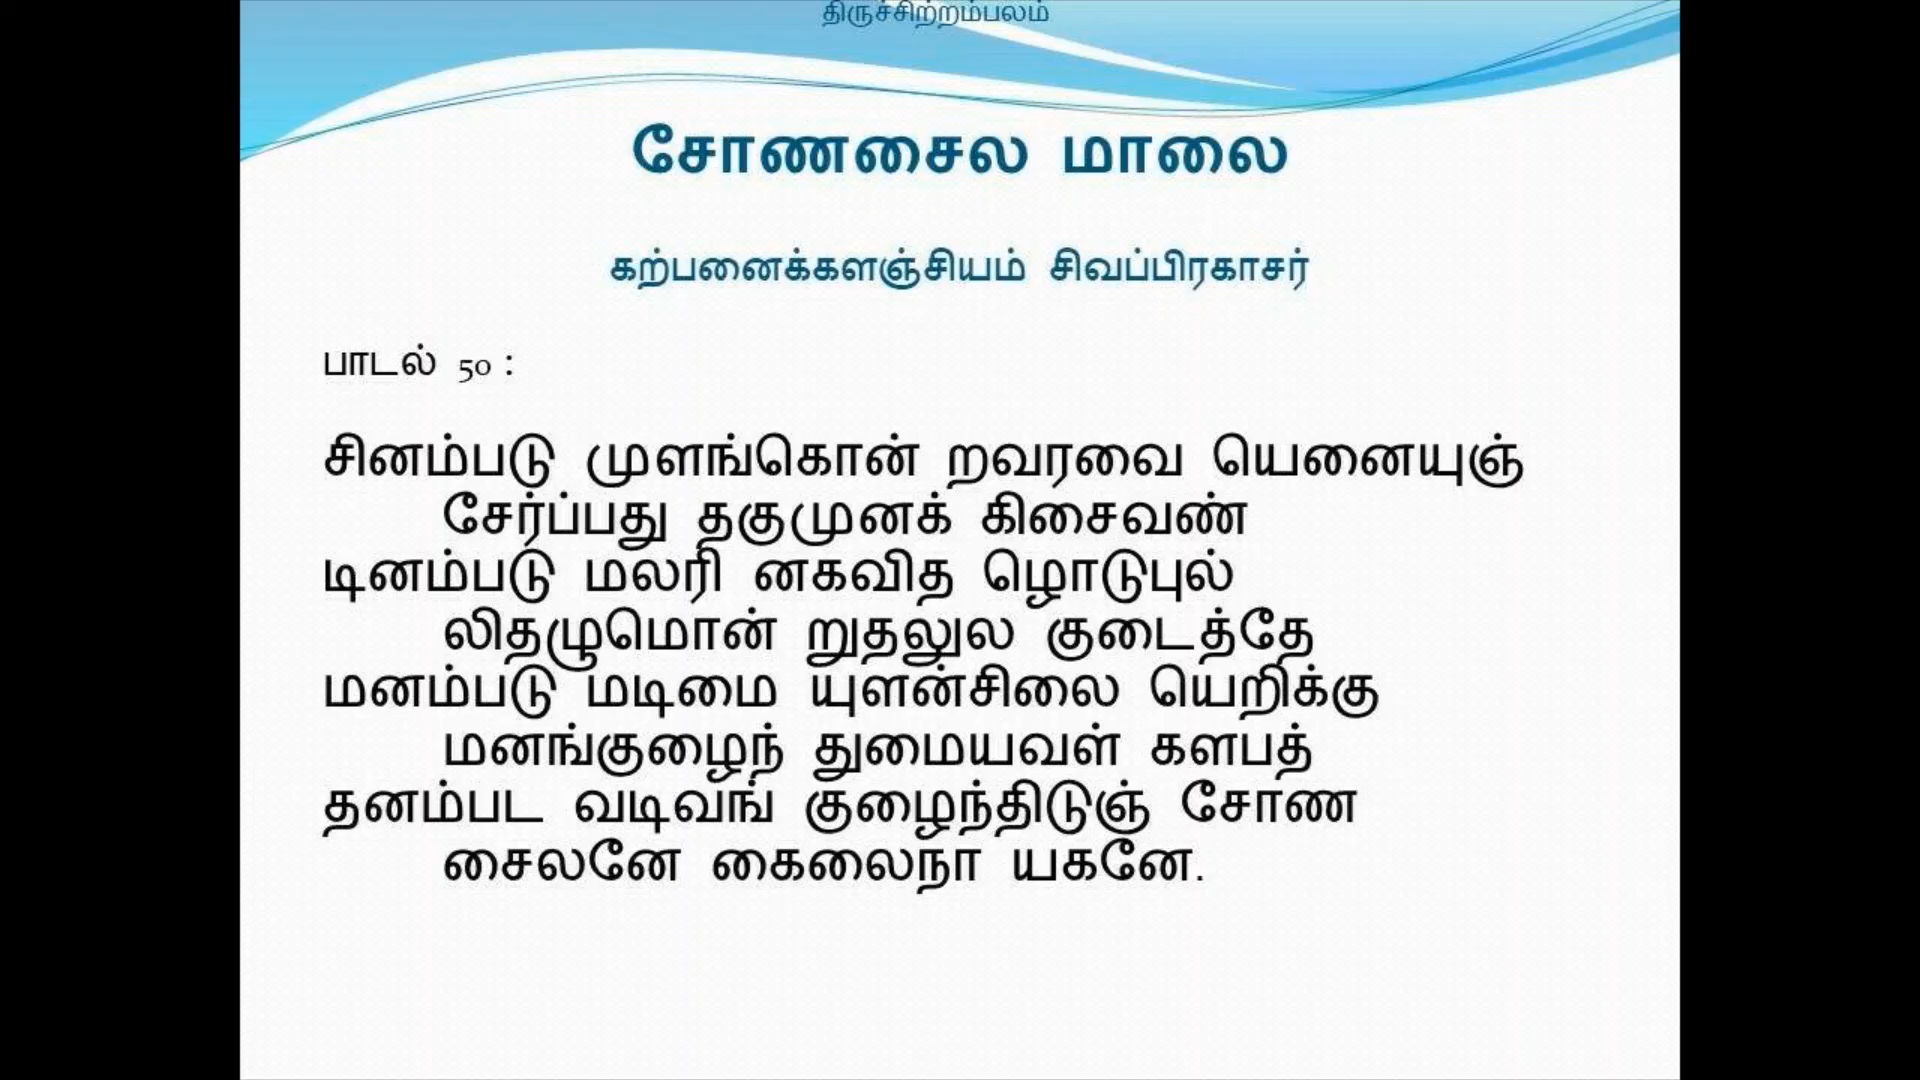 திருச்சிற்றம்பலம்
சோணசைல மாலை
கற்பனைக்களஞ்சியம் சிவப்பிரகாசர்
பாடல் 50 :
சினம்படு முளங்கொன் றவரவை யெனையுஞ்
சேர்ப்பது தகுமுனக் கிசைவண்
டினம்படு மலரி னகவித ழொடுபுல்
லிதழுமொன் றுதலுல குடைத்தே
மனம்படு மடிமை யுளன்சிலை யெறிக்கு
மனங்குழைந் துமையவள் களபத்
தனம்பட வடிவங் குழைந்திடுஞ் சோண
சைலனே கைலைநா யகனே.